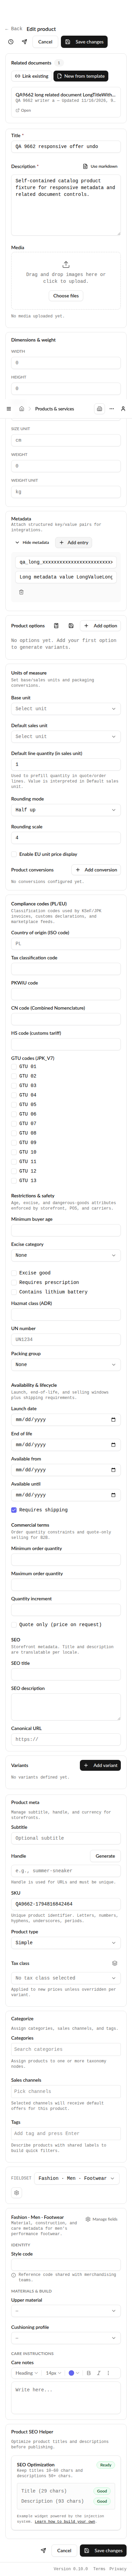 ← Back Edit product
Cancel Save changes
Related documents 1
Link existing New from template
QA9662 long related document LongTitleWith...
Open
Title *
QA 9662 responsive offer undo
Description * Use markdown
Self-contained catalog product
fixture for responsive metadata and
related document controls.
Media
Drag and drop images here or
click to upload.
Choose files
No media uploaded yet.
Dimensions & weight
WIDTH
0
HEIGHT
0
Products & services
SIZE UNIT
cm
WEIGHT
0
WEIGHT UNIT
kg
Metadata
Attach structured key/value pairs for
integrations.
Hide metadata Add entry
Long metadata value LongValueLong
Product options Add option
No options yet. Add your first option
to generate variants.
Units of measure
Set base/sales units and packaging
conversions.
Base unit
Select unit
Default sales unit
Select unit
Default line quantity (in sales unit)
1
Used to prefill quantity in quote/order
lines. Value is interpreted in Default sales
unit.
Rounding mode
Half up
Rounding scale
4
Enable EU unit price display
Product conversions Add conversion
No conversions configured yet.
Compliance codes (PL/EU)
Classification codes used by KSeF/JPK
invoices, customs declarations, and
marketplace feeds.
Country of origin (ISO code)
PL
Tax classification code
PKWiU code
CN code (Combined Nomenclature)
HS code (customs tariff)
GTU codes (JPK_V7)
GTU 01
GTU 02
GTU 03
GTU 04
GTU 05
GTU 06
GTU 07
GTU 08
GTU 09
GTU 10
GTU 11
GTU 12
GTU 13
Restrictions & safety
Age, excise, and dangerous-goods attributes
enforced by storefront, POS, and carriers.
Minimum buyer age
Excise category
None
Excise good
Requires prescription
Contains lithium battery
Hazmat class (ADR)
UN number
UN1234
Packing group
None
Availability & lifecycle
Launch, end-of-life, and selling windows
plus shipping requirements.
Launch date
mm/dd/yyyy
End of life
mm/dd/yyyy
Available from
mm/dd/yyyy
Available until
mm/dd/yyyy
Requires shipping
Commercial terms
Order quantity constraints and quote-only
selling for B2B.
Minimum order quantity
Maximum order quantity
Quantity increment
Quote only (price on request)
SEO
Storefront metadata. Title and description
are translatable per locale.
SEO title
SEO description
Canonical URL
https://
Variants Add variant
No variants defined yet.
Product meta
Manage subtitle, handle, and currency for
storefronts.
Subtitle
Optional subtitle
Handle Generate
e.g., summer-sneaker
Handle is used for URLs and must be unique.
SKU
QA9662-1794816842464
Unique product identifier. Letters, numbers,
hyphens, underscores, periods.
Product type
Simple
Tax class
No tax class selected
Applied to new prices unless overridden per
variant.
Categorize
Assign categories, sales channels, and tags.
Categories
Search categories
Assign products to one or more taxonomy
nodes.
Sales channels
Pick channels
Selected channels will receive default
offers for this product.
Tags
Add tag and press Enter
Describe products with shared labels to
build quick filters.
FIELDSET Fashion · Men · Footwear
Fashion · Men · Footwear Manage fields
Material, construction, and
care metadata for men's
performance footwear.
IDENTITY
Style code
Reference code shared with merchandising
teams.
MATERIALS & BUILD
Upper material
Cushioning profile
CARE INSTRUCTIONS
Care notes
Heading 14px B I
Write here...
Product SEO Helper
Optimize product titles and descriptions
before publishing.
SEO Optimization Ready
Keep titles 10–60 chars and
descriptions 50+ chars.
Title (29 chars) Good
Description (93 chars) Good
Example widget powered by the injection
system. Learn how to build your own.
Cancel Save changes
Version 0.10.0 Terms Privacy